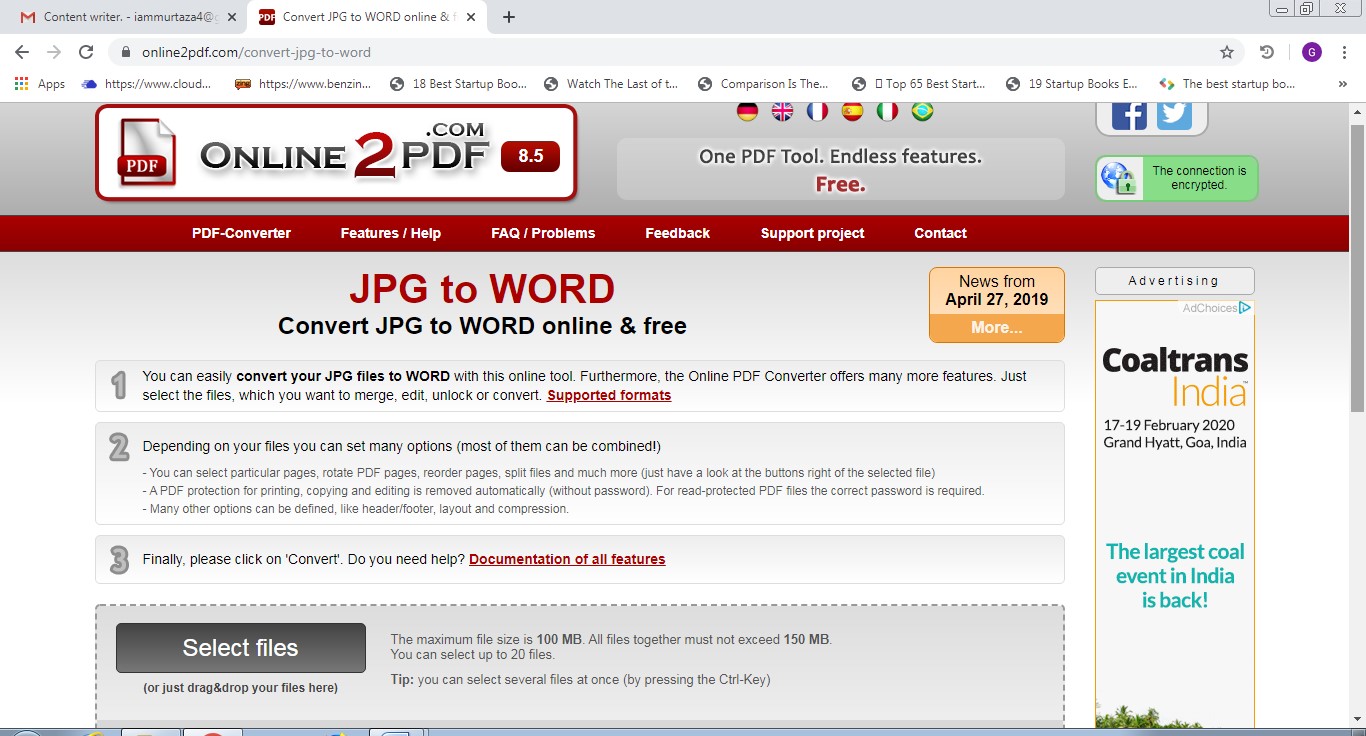 Content writer. - iammurtaza4@g
Convert JPG to WORD online & f
online2pdf.com/convert-jpg-to-word
G
Apps
https://www.cloud...
https://www.benzin...
18 Best Startup Boo...
Watch The Last of t...
Comparison Is The...
Top 65 Best Start...
19 Startup Books E...
The best startup bo...
»
PDF
ONLINE2PDF.COM
8.5
One PDF Tool. Endless features.
Free.
The connection is
encrypted.
PDF-Converter
Features / Help
FAQ / Problems
Feedback
Support project
Contact
JPG to WORD
Convert JPG to WORD online & free
News from
April 27, 2019
More...
1
You can easily convert your JPG files to WORD with this online tool. Furthermore, the Online PDF Converter offers many more features. Just
select the files, which you want to merge, edit, unlock or convert. Supported formats
2
Depending on your files you can set many options (most of them can be combined!)
- You can select particular pages, rotate PDF pages, reorder pages, split files and much more (just have a look at the buttons right of the selected file)
- A PDF protection for printing, copying and editing is removed automatically (without password). For read-protected PDF files the correct password is required.
- Many other options can be defined, like header/footer, layout and compression.
3
Finally, please click on 'Convert'. Do you need help? Documentation of all features
Select files
(or just drag&drop your files here)
The maximum file size is 100 MB. All files together must not exceed 150 MB.
You can select up to 20 files.
Tip: you can select several files at once (by pressing the Ctrl-Key)
Advertising
AdChoices
Coaltrans
India™
17-19 February 2020
Grand Hyatt, Goa, India
The largest coal
event in India
is back!